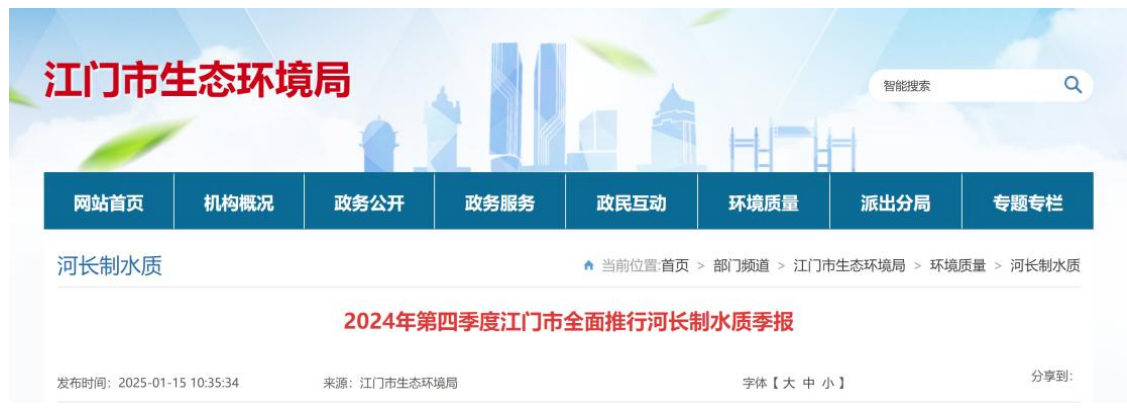 江门市生态环境局
智能搜索
网站首页 机构概况 政务公开 政务服务 政民互动 环境质量 派出分局 专题专栏
河长制水质 当前位置:首页 > 部门频道 > 江门市生态环境局 > 环境质量 > 河长制水质
2024年第四季度江门市全面推行河长制水质季报
发布时间：2025-01-15 10:35:34 来源：江门市生态环境局 字体【 大 中 小 】 分享到: